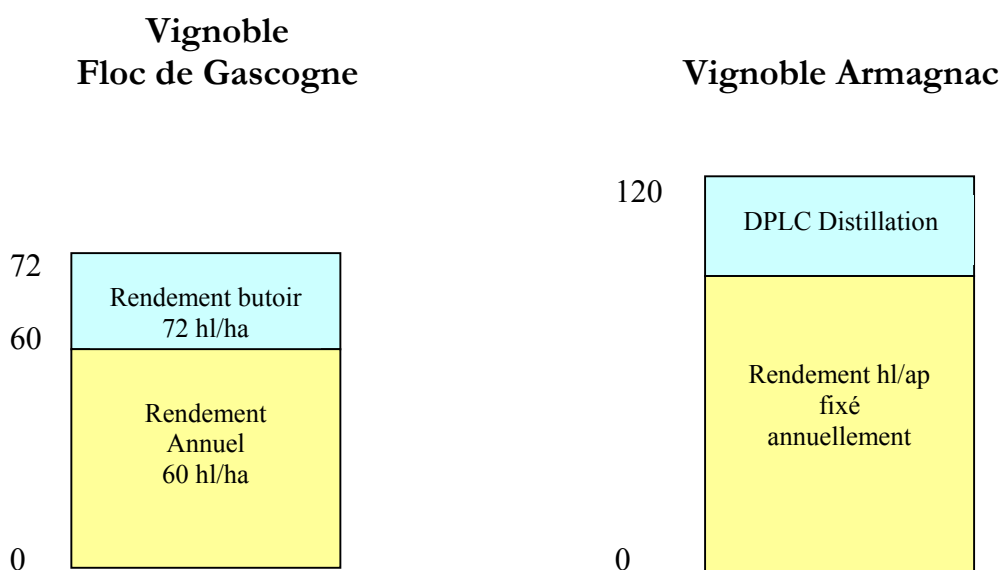 Vignoble
Floc de Gascogne
72
60
0
Rendement butoir
72 hl/ha
Rendement
Annuel
60 hl/ha
Vignoble Armagnac
120
0
DPLC Distillation
Rendement hl/ap
fixé
annuellement